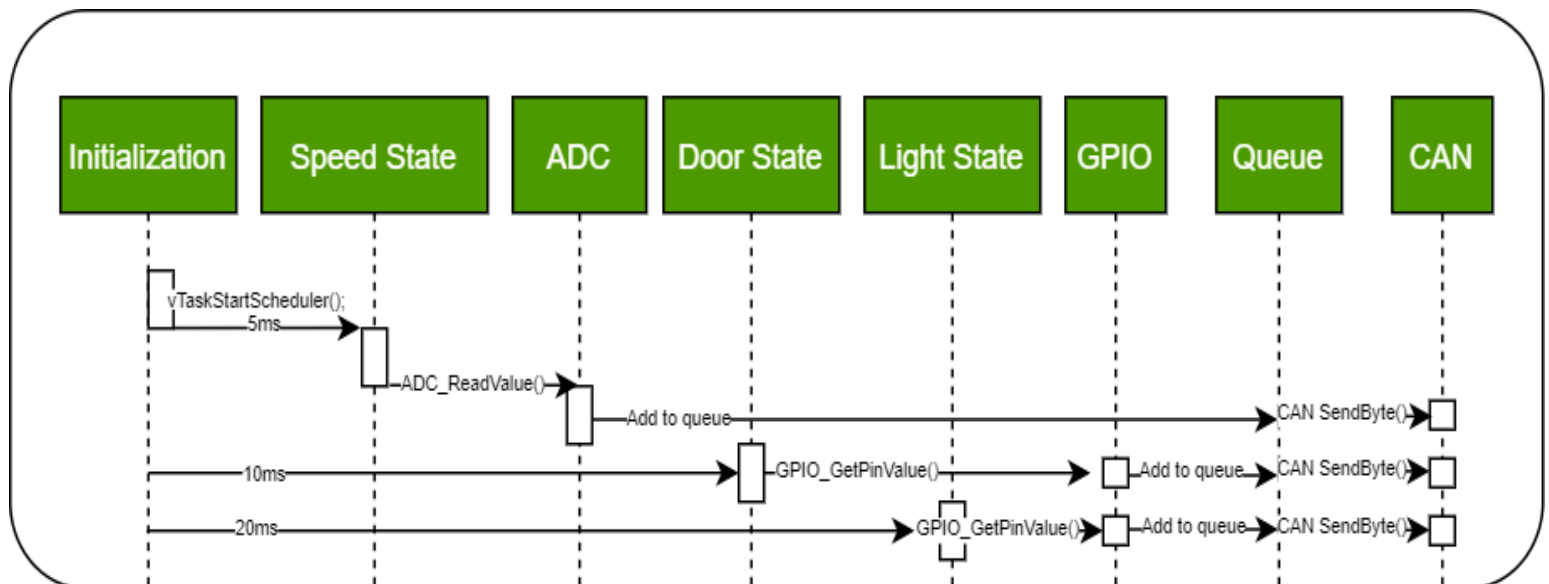 Initialization
Speed State
ADC
Door State
Light State
GPIO
Queue
CAN
vTaskStartScheduler();
5ms
ADC_ReadValue()
Add to queue
CAN SendByte()
10ms
GPIO_GetPinValue()
Add to queue
CAN SendByte()
20ms
GPIO_GetPinValue()
Add to queue
CAN SendByte()